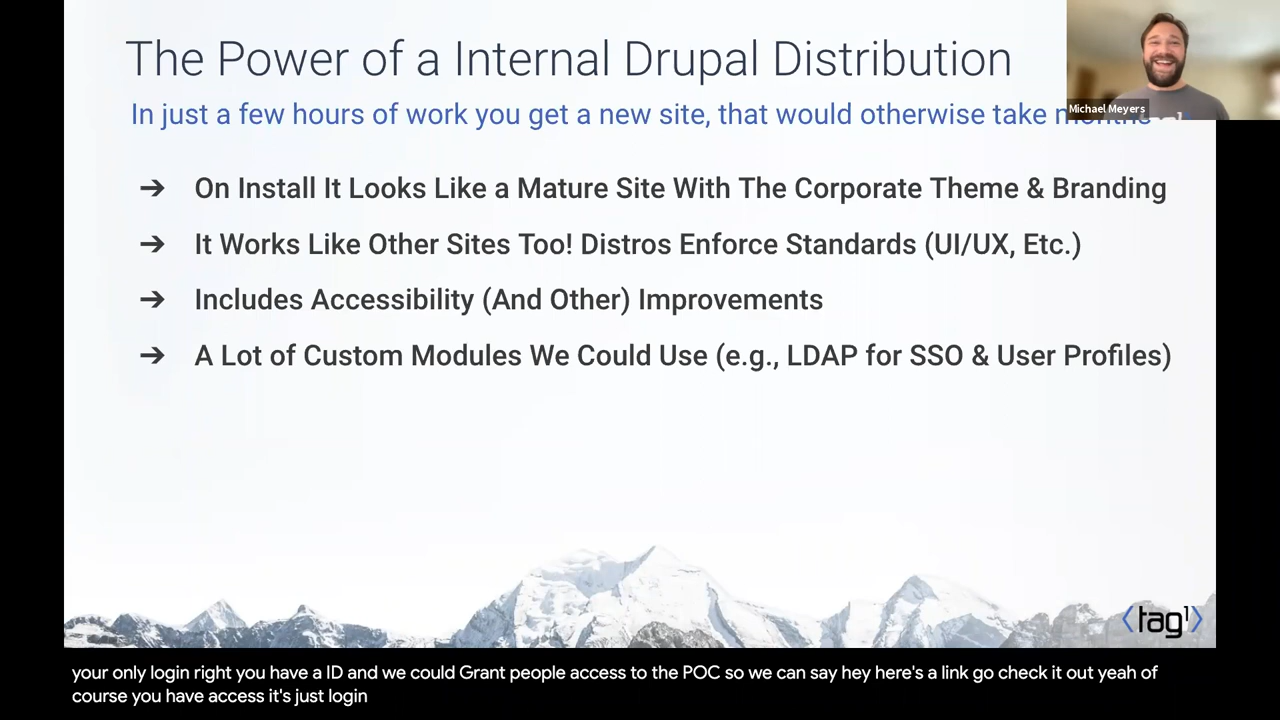 The Power of a Internal Drupal Distribution
In just a few hours of work you get a new site, that would otherwise take months
Michael Meyers
➔ On Install It Looks Like a Mature Site With The Corporate Theme & Branding
➔ It Works Like Other Sites Too! Distros Enforce Standards (UI/UX, Etc.)
➔ Includes Accessibility (And Other) Improvements
➔ A Lot of Custom Modules We Could Use (e.g., LDAP for SSO & User Profiles)
⟨tag1⟩
your only login right you have a ID and we could Grant people access to the POC so we can say hey here's a link go check it out yeah of
course you have access it's just login